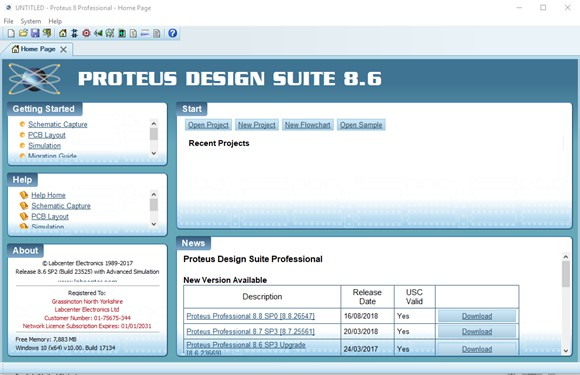 UNTITLED - Proteus 8 Professional - Home Page
File System Help
Home Page
PROTEUS DESIGN SUITE 8.6
Getting Started
Schematic Capture
PCB Layout
Simulation
Migration Guide
Help
Help Home
Schematic Capture
PCB Layout
Simulation
About
© Labcenter Electronics 1989-2017
Release 8.6 SP2 (Build 23525) with Advanced Simulation
www.labcenter.com
Registered To:
Grassington North Yorkshire
Labcenter Electronics Ltd
Customer Number: 01-75675-344
Network Licence Subscription Expires: 01/01/2031
Free Memory: 7,883 MB
Windows 10 (x64) v10.00, Build 17134
Start
Open Project New Project New Flowchart Open Sample
Recent Projects
News
Proteus Design Suite Professional
New Version Available
Description Release Date USC Valid
Proteus Professional 8.8 SP0 [8.8.26547] 16/08/2018 Yes Download
Proteus Professional 8.7 SP3 [8.7.25561] 20/03/2018 Yes Download
Proteus Professional 8.6 SP3 Upgrade [8.6.23669] 24/03/2017 Yes Download